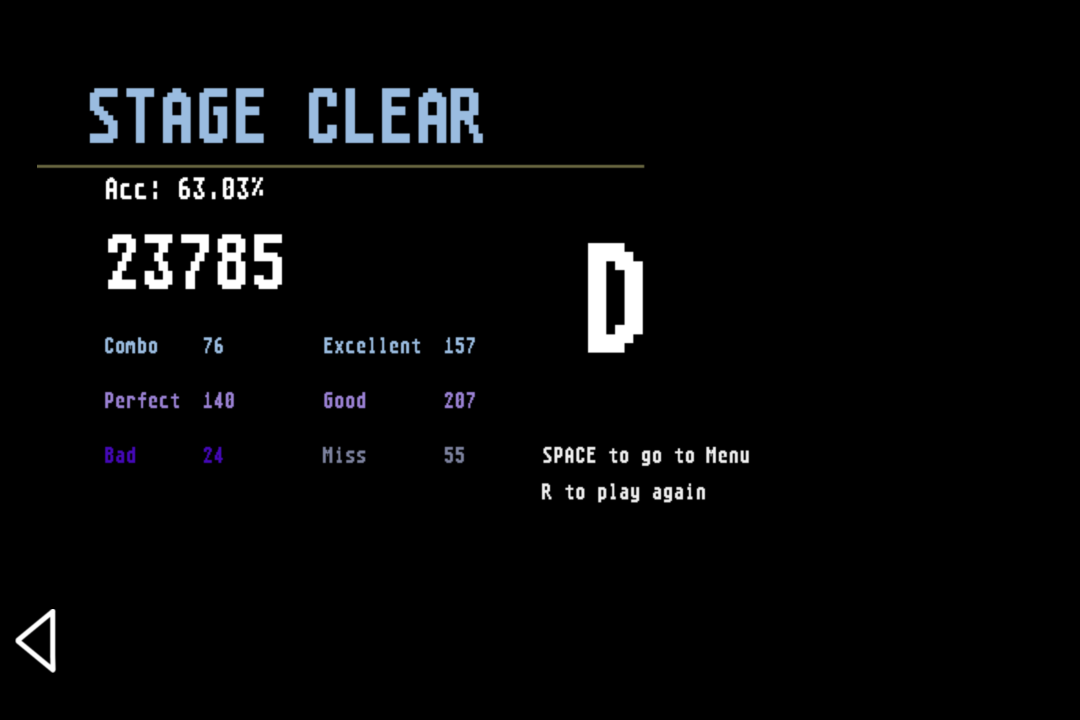 STAGE CLEAR
Acc: 63.03%
23785
D
Combo 76 Excellent 157
Perfect 140 Good 207
Bad 24 Miss 55
SPACE to go to Menu
R to play again